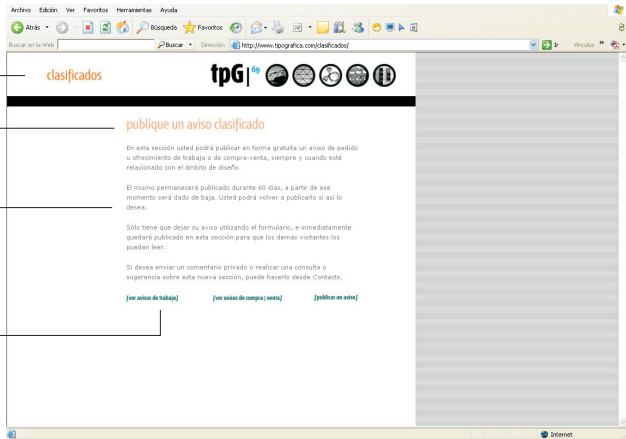 Archivo Edición Ver Favoritos Herramientas Ayuda
Atrás Búsqueda Favoritos
Buscar en la Web Buscar Dirección http://www.tipografica.com/clasificados/ Ir Vínculos »
clasificados tpG 69
publique un aviso clasificado
En esta sección usted podrá publicar en forma gratuita un aviso de pedido
u ofrecimiento de trabajo o de compra-venta, siempre y cuando esté
relacionado con el ámbito de diseño.
El mismo permanecerá publicado durante 60 días, a partir de ese
momento será dado de baja. Usted podrá volver a publicarlo si así lo
desea.
Sólo tiene que dejar su aviso utilizando el formulario, e inmediatamente
quedará publicado en esta sección para que los demás visitantes los
puedan leer.
Si desea enviar un comentario privado o realizar una consulta o
sugerencia sobre esta nueva sección, puede hacerlo desde Contacto.
[ver avisos de trabajo] [ver avisos de compra | venta] [publicar un aviso]
Internet